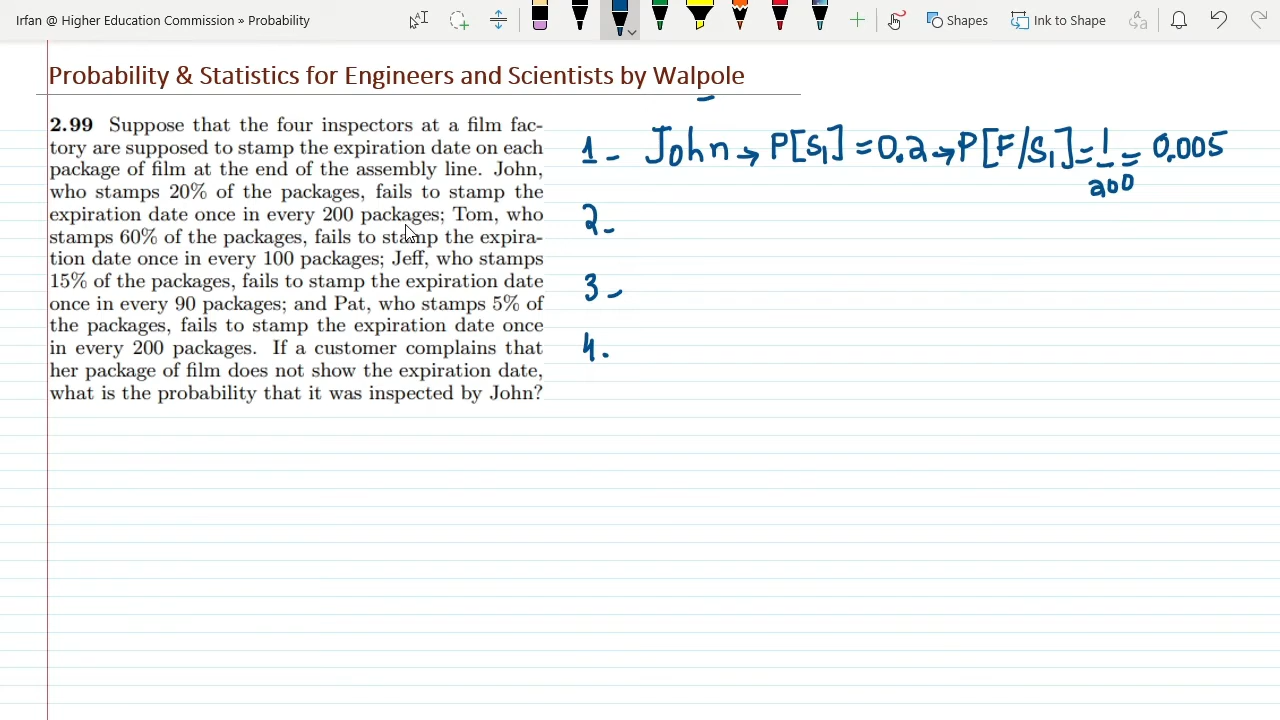 Irfan @ Higher Education Commission » Probability
Shapes
Ink to Shape
Probability & Statistics for Engineers and Scientists by Walpole
2.99 Suppose that the four inspectors at a film fac-
tory are supposed to stamp the expiration date on each
package of film at the end of the assembly line. John,
who stamps 20% of the packages, fails to stamp the
expiration date once in every 200 packages; Tom, who
stamps 60% of the packages, fails to stamp the expira-
tion date once in every 100 packages; Jeff, who stamps
15% of the packages, fails to stamp the expiration date
once in every 90 packages; and Pat, who stamps 5% of
the packages, fails to stamp the expiration date once
in every 200 packages. If a customer complains that
her package of film does not show the expiration date,
what is the probability that it was inspected by John?
1- John → P[S₁] = 0.2 → P[F/S₁] = 1/200 = 0.005
2-
3-
4.